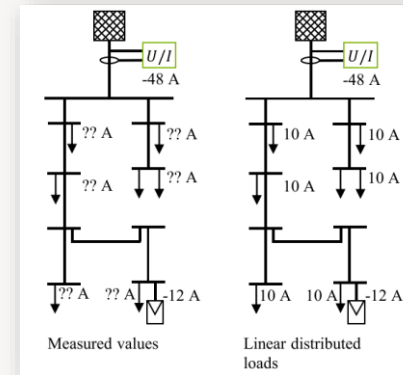 U/I
-48 A
?? A
?? A
?? A
?? A
?? A
?? A
-12 A
Measured values
U/I
-48 A
10 A
10 A
10 A
10 A
10 A
10 A
-12 A
Linear distributed
loads